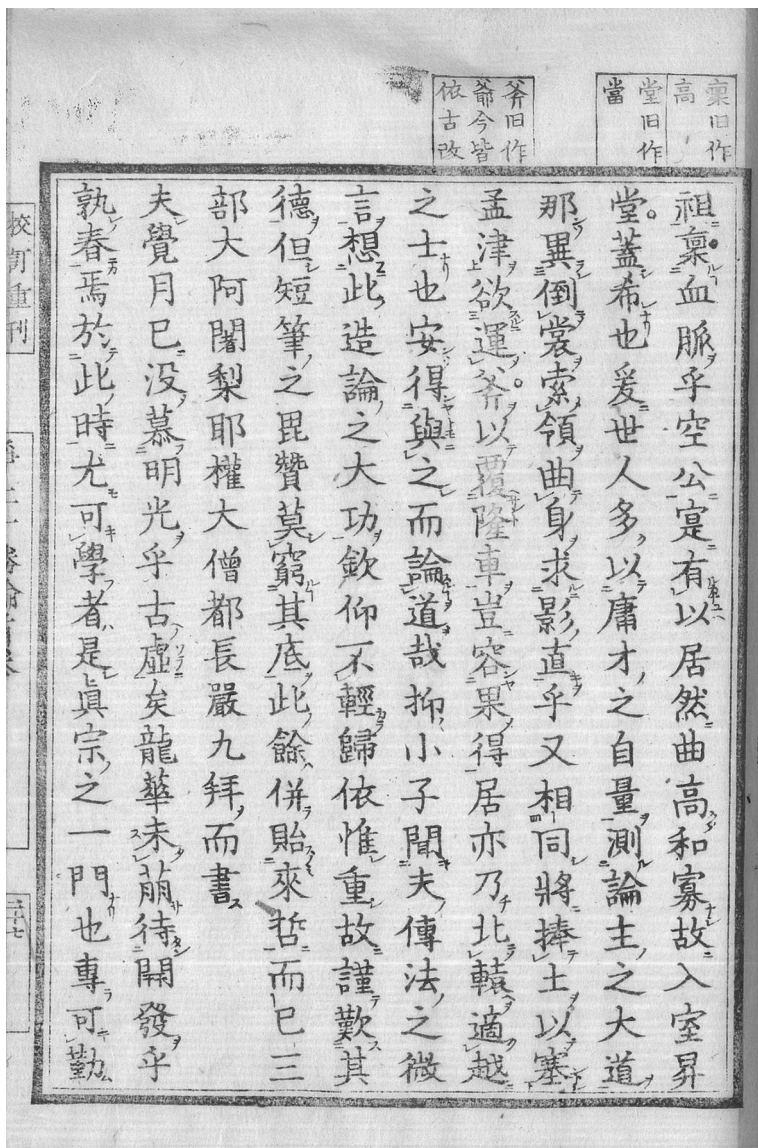 稟旧作
高
堂旧作
當
斧旧作
爺今皆
依古改
祖稟血脈乎空公寔有以居然曲高和寡故入室昇
堂蓋希也爰世人多以庸才之自量測論主之大道
那異倒裳索領曲身求影直乎又相同將捧土以塞
孟津欲運斧以覆隆車豈容果得居亦乃北轅適越
之士也安得與之而論道哉抑小子聞夫傳法之微
言想此造論之大功欽仰不輕歸依惟重故謹歎其
德但短筆之毘贊莫窮其底此餘併貽來哲而已三
部大阿闍梨耶權大僧都長嚴九拜而書
夫覺月已没慕明光乎古虛矣龍華未萠待開發乎
孰春焉於此時尤可學者是眞宗之一門也專可勤
校訂重刊
二十七